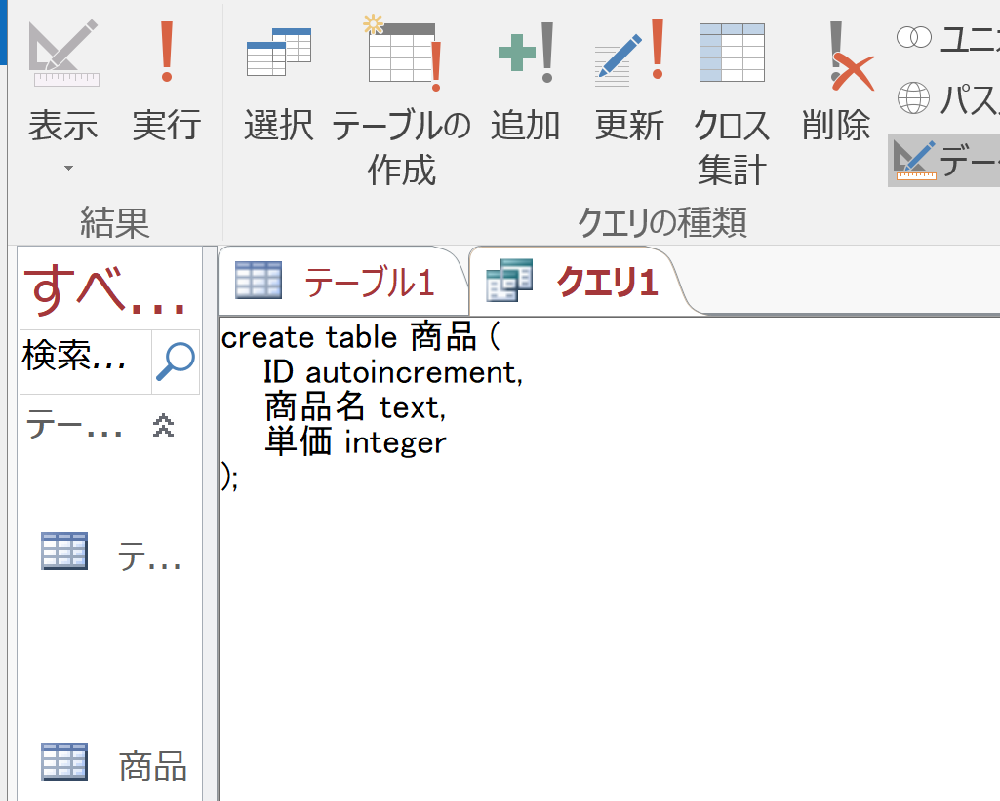 表示
実行
選択
テーブルの
作成
追加
更新
クロス
集計
削除
ユニ
パス
デー
結果
クエリの種類
すべ...
検索...
テー...
テ...
商品
テーブル1
クエリ1
create table 商品 (
ID autoincrement,
商品名 text,
単価 integer
);